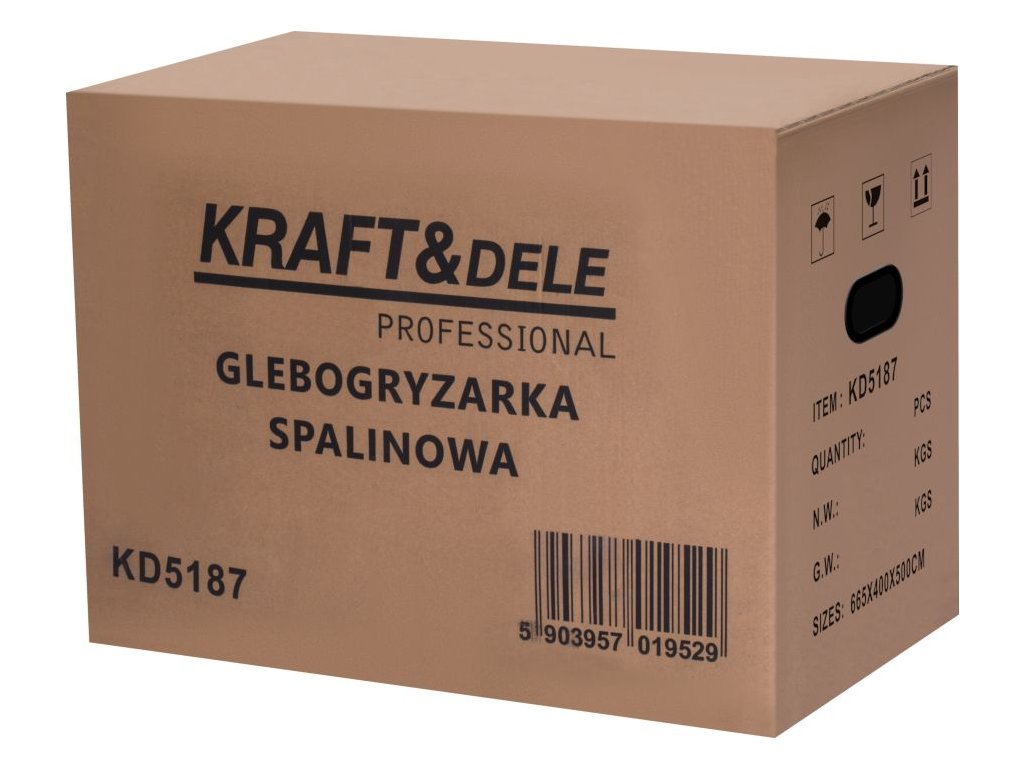 KRAFT&DELE
PROFESSIONAL
GLEBOGRYZARKA
SPALINOWA
KD5187
5 903957 019529
ITEM: KD5187
QUANTITY: PCS
N.W.: KGS
G.W.: KGS
SIZES: 665X400X500CM